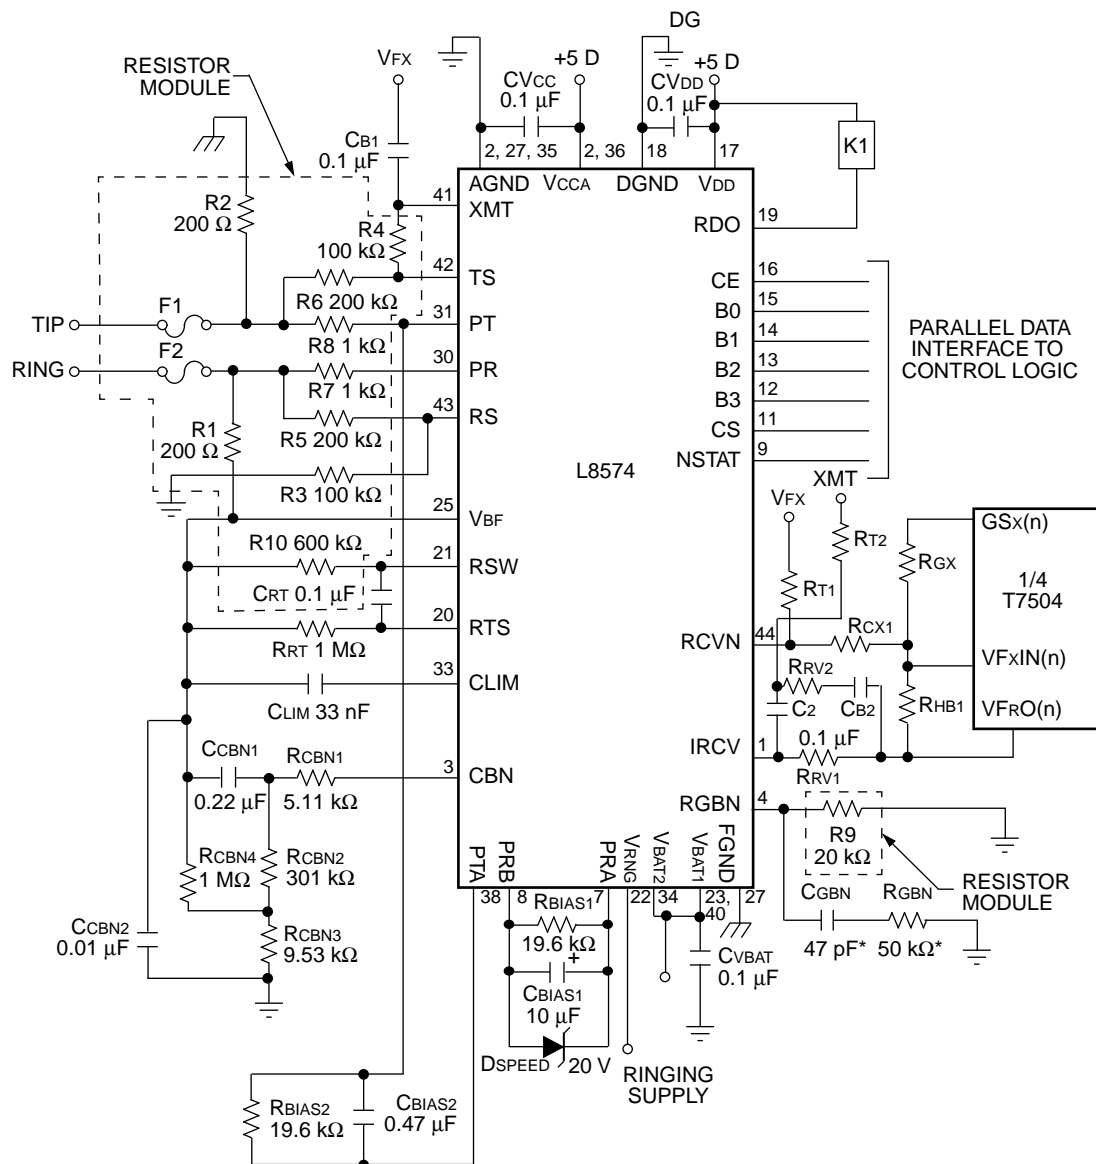 DG
VFX
+5 D
+5 D
RESISTOR
MODULE
CVCC
0.1 µF
CVDD
0.1 µF
CB1
0.1 µF
K1
2, 27, 35
2, 36
18
17
AGND
VCCA
DGND
VDD
41
XMT
R2
200 Ω
R4
100 kΩ
19
RDO
42
TS
16
CE
R6 200 kΩ
15
B0
F1
31
PT
TIP
R8 1 kΩ
14
B1
PARALLEL DATA
INTERFACE TO
CONTROL LOGIC
F2
30
PR
RING
R7 1 kΩ
13
B2
12
B3
43
RS
R1
200 Ω
R5 200 kΩ
11
CS
9
NSTAT
L8574
R3 100 kΩ
XMT
VFX
25
VBF
R10 600 kΩ
RT2
GSX(n)
21
RSW
RGX
1/4
T7504
CRT 0.1 µF
RT1
20
RTS
RRT 1 MΩ
44
RCVN
RCX1
VFXIN(n)
33
CLIM
RRV2
RHB1
CLIM 33 nF
C2
CB2
VFRO(n)
0.1 µF
IRCV
1
RRV1
CCBN1
0.22 µF
RCBN1
5.11 kΩ
3
CBN
RGBN
4
R9
20 kΩ
RCBN4
1 MΩ
RCBN2
301 kΩ
PTA
PRB
PRA
VRNG
VBAT2
VBAT1
FGND
38
8
7
22
34
23,
40
27
RESISTOR
MODULE
CGBN
47 pF*
RGBN
50 kΩ*
RBIAS1
19.6 kΩ
CCBN2
0.01 µF
RCBN3
9.53 kΩ
CVBAT
0.1 µF
+
CBIAS1
10 µF
DSPEED
20 V
RINGING
SUPPLY
RBIAS2
19.6 kΩ
CBIAS2
0.47 µF